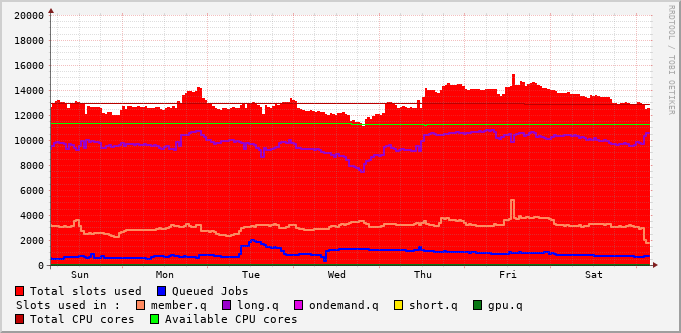 20000
18000
16000
14000
12000
10000
8000
6000
4000
2000
0
Sun Mon Tue Wed Thu Fri Sat
RRDTOOL / TOBI OETIKER
Total slots used Queued Jobs
Slots used in : member.q long.q ondemand.q short.q gpu.q
Total CPU cores Available CPU cores